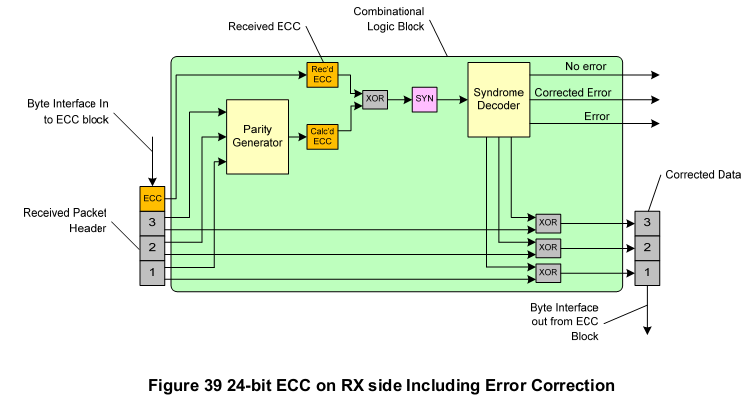 Combinational
Logic Block
Received ECC
Rec'd
ECC
No error
Syndrome
Decoder
Corrected Error
Error
XOR
SYN
Byte Interface In
to ECC block
Parity
Generator
Calc'd
ECC
ECC
Corrected Data
Received Packet
Header
3
XOR
3
2
XOR
2
1
XOR
1
Byte Interface
out from ECC
Block
Figure 39 24-bit ECC on RX side Including Error Correction